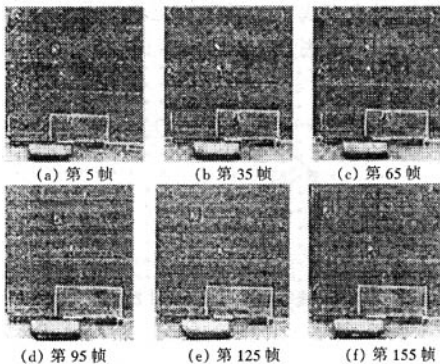 (a) 第 5 帧
(b) 第 35 帧
(c) 第 65 帧
(d) 第 95 帧
(e) 第 125 帧
(f) 第 155 帧